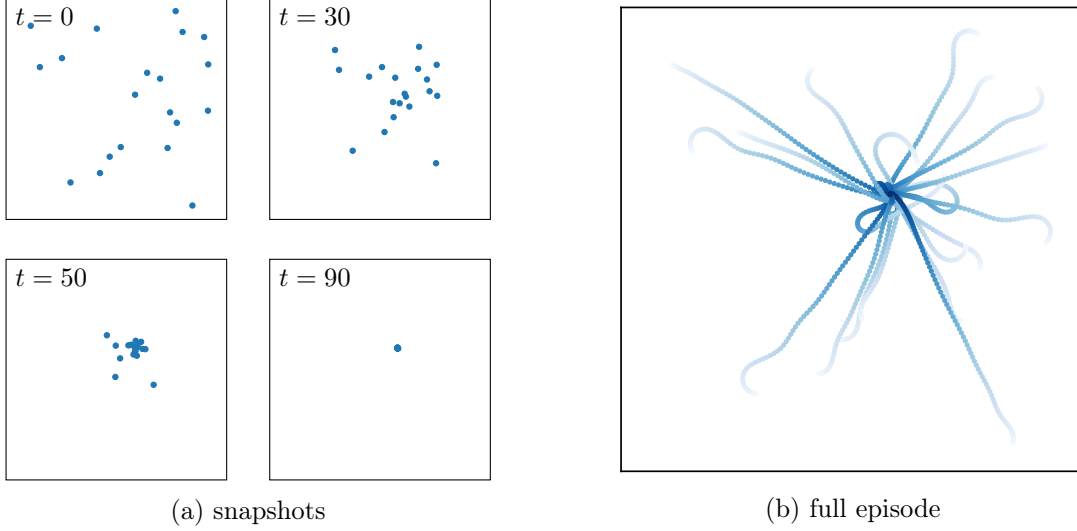 t = 0
t = 30
t = 50
t = 90
(a) snapshots
(b) full episode